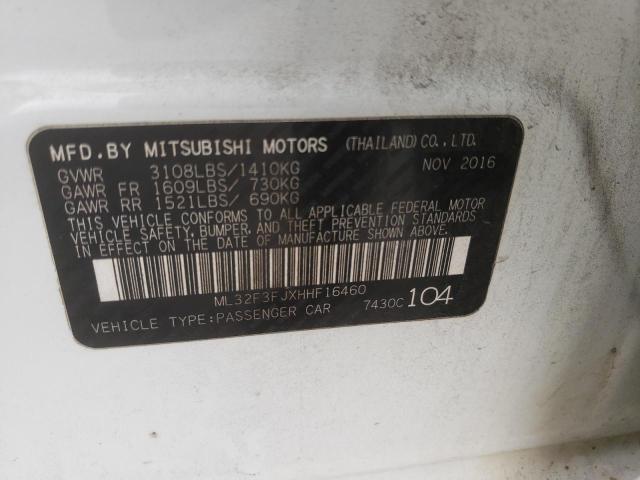 MFD.BY MITSUBISHI MOTORS (THAILAND)CO.,LTD.
GVWR 3108LBS/1410KG NOV 2016
GAWR FR 1609LBS/ 730KG
GAWR RR 1521LBS/ 690KG
THIS VEHICLE CONFORMS TO ALL APPLICABLE FEDERAL MOTOR
VEHICLE SAFETY, BUMPER, AND THEFT PREVENTION STANDARDS
IN EFFECT ON THE DATE OF MANUFACTURE SHOWN ABOVE.
ML32F3FJXHHF16460
VEHICLE TYPE:PASSENGER CAR 7430C 104